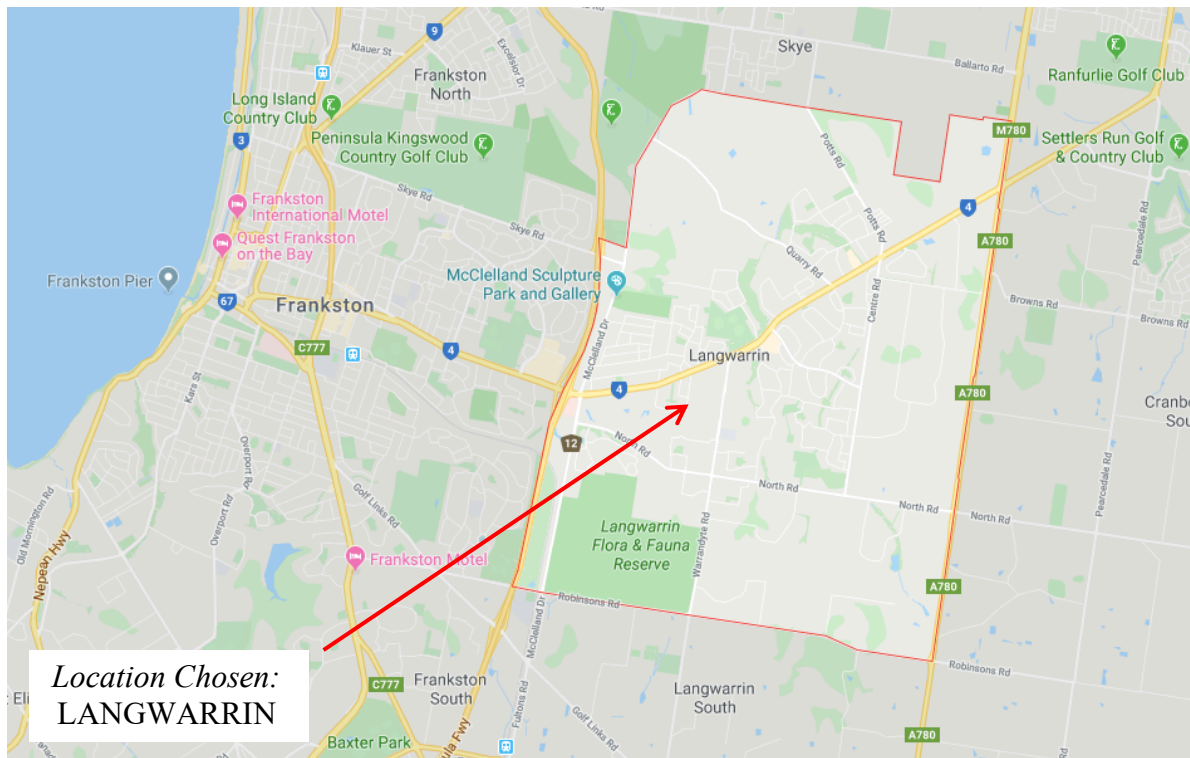 Skye
Ballarto Rd
Ranfurlie Golf Club
9
Klauer St
Excelsior Dr
Frankston
North
Long Island
Country Club
Peninsula Kingswood
Country Golf Club
3
M780
Settlers Run Golf
& Country Club
Potts Rd
Skye Rd
Frankston
International Motel
Skye Rd
Potts Rd
4
Pearcedale Rd
Quest Frankston
on the Bay
A780
Quarry Rd
McClelland Sculpture
Park and Gallery
Frankston Pier
67
Frankston
Centre Rd
Browns Rd
Browns Rd
C777
4
McClelland Dr
Langwarrin
Kars St
4
A780
12
North Rd
Overport Rd
Pearcedale Rd
Old Mornington Rd
Golf Links Rd
Overport Rd
North Rd
North Rd
North Rd
Langwarrin
Flora & Fauna
Reserve
Warrandyte Rd
Nepean Hwy
Frankston Motel
A780
Robinsons Rd
McClelland Dr
Location Chosen:
LANGWARRIN
C777
Frankston
South
Fultons Rd
Langwarrin
South
Robinsons Rd
Golf Links Rd
Baxter Park
A780